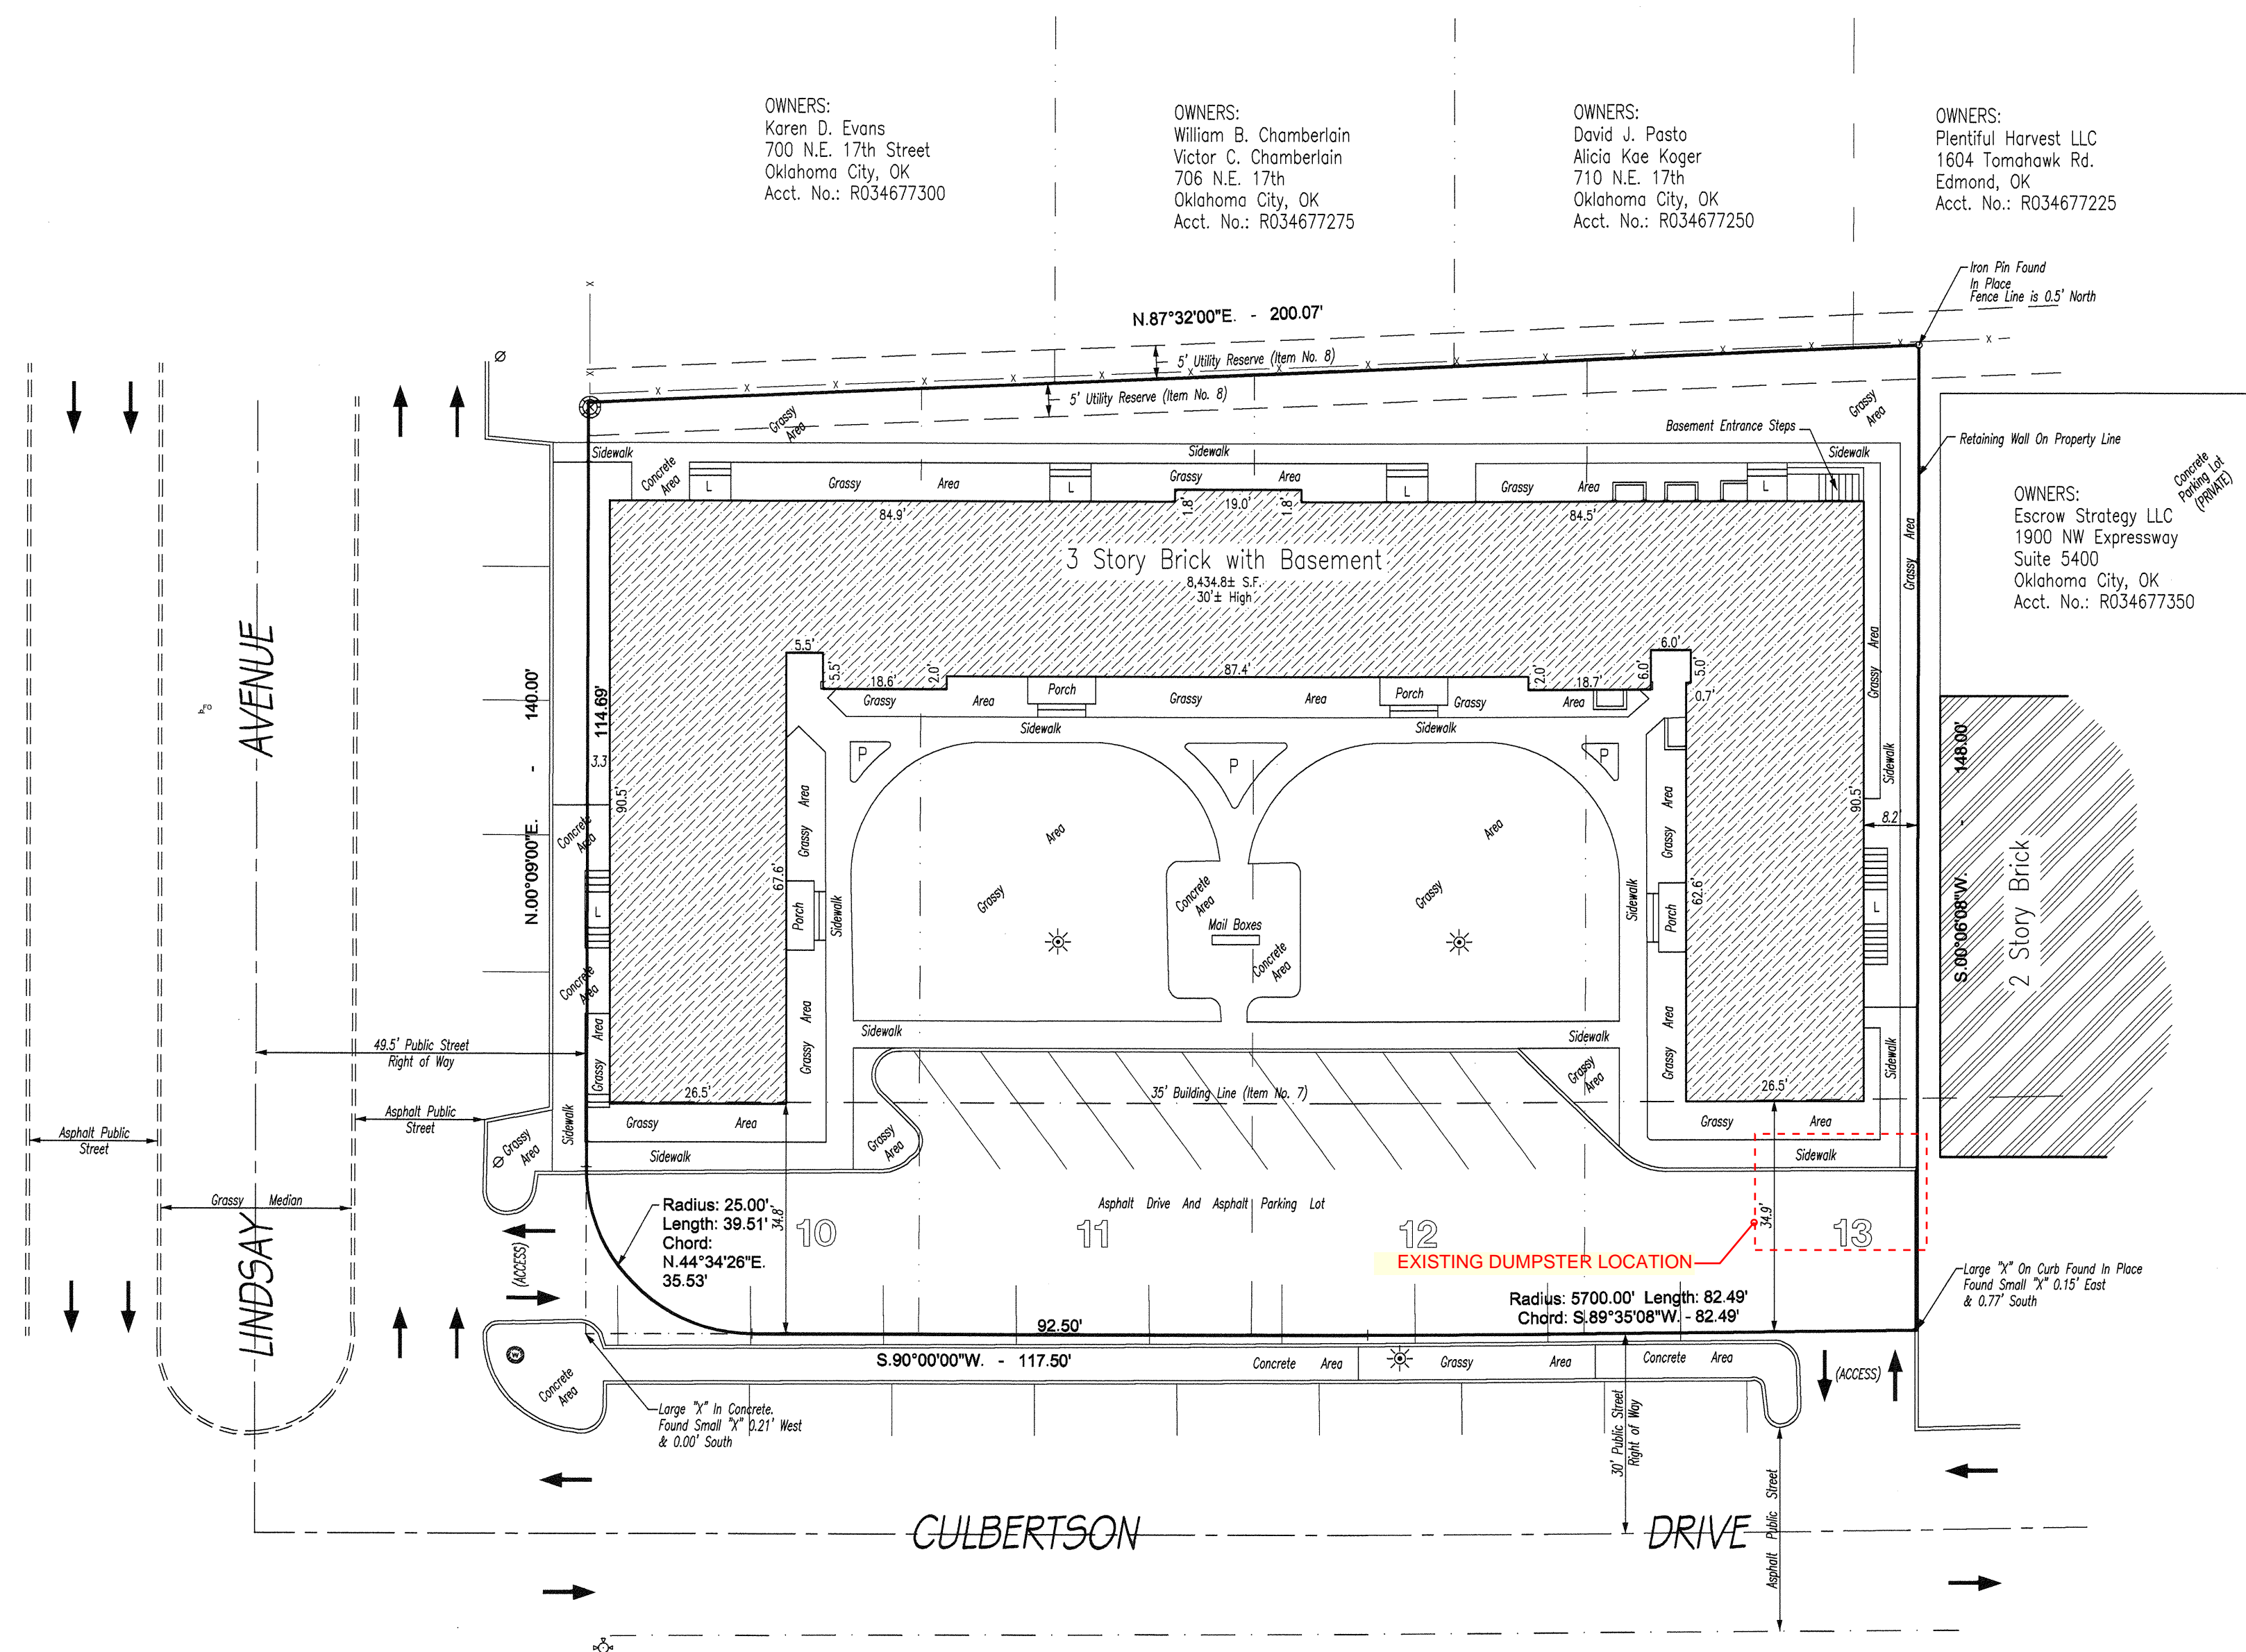 OWNERS:
Karen D. Evans
700 N.E. 17th Street
Oklahoma City, OK
Acct. No.: R034677300
OWNERS:
William B. Chamberlain
Victor C. Chamberlain
706 N.E. 17th
Oklahoma City, OK
Acct. No.: R034677275
OWNERS:
David J. Pasto
Alicia Kae Koger
710 N.E. 17th
Oklahoma City, OK
Acct. No.: R034677250
OWNERS:
Plentiful Harvest LLC
1604 Tomahawk Rd.
Edmond, OK
Acct. No.: R034677225
Iron Pin Found
In Place
Fence Line is 0.5' North
N.87°32'00"E. - 200.07'
5' Utility Reserve (Item No. 8)
5' Utility Reserve (Item No. 8)
Grassy
Area
Grassy
Area
Basement Entrance Steps
Retaining Wall On Property Line
Sidewalk
Sidewalk
Sidewalk
Concrete
Area
L
Grassy Area
L
Grassy Area
L
Grassy Area
L
Concrete
Parking Lot
(PRIVATE)
OWNERS:
Escrow Strategy LLC
1900 NW Expressway
Suite 5400
Oklahoma City, OK
Acct. No.: R034677350
84.9'
1.8'
19.0'
1.8'
84.5'
Grassy Area
3 Story Brick with Basement
8,434.8± S.F.
30'± High
5.5'
5.5'
18.6'
2.0'
87.4'
2.0'
18.7'
6.0'
6.0'
5.0'
0.7'
Grassy Area
Grassy Area
Porch
Grassy Area
Porch
Grassy Area
Sidewalk
Sidewalk
Sidewalk
P
P
P
AVENUE
FO
N.00°09'00"E. - 140.00'
114.69'
3.3
90.5'
Concrete
Area
67.6'
Grassy Area
Area
Area
Grassy Area
90.5'
8.2'
S.00°06'08"W. - 148.00'
2 Story Brick
L
Porch
Sidewalk
Grassy
Concrete
Area
Mail Boxes
Concrete
Area
Grassy
Sidewalk
Porch
62.6'
L
Concrete
Area
Grassy Area
Grassy Area
Sidewalk
Sidewalk
Grassy Area
Sidewalk
49.5' Public Street
Right of Way
Grassy
Area
26.5'
35' Building Line (Item No. 7)
26.5'
Asphalt Public
Street
Asphalt Public
Street
Grassy
Area
Sidewalk
Grassy Area
Grassy
Area
Grassy Area
Sidewalk
Sidewalk
Grassy Median
Radius: 25.00'
Length: 39.51'
Chord:
N.44°34'26"E.
35.53'
34.8'
Asphalt Drive And Asphalt Parking Lot
10
11
12
13
34.9'
EXISTING DUMPSTER LOCATION
LINDSAY
(ACCESS)
Large "X" On Curb Found In Place
Found Small "X" 0.15' East
& 0.77' South
Radius: 5700.00' Length: 82.49'
Chord: S.89°35'08"W. - 82.49'
92.50'
S.90°00'00"W. - 117.50'
W
Concrete
Area
Concrete Area
Grassy Area
Concrete Area
(ACCESS)
Large "X" In Concrete.
Found Small "X" 0.21' West
& 0.00' South
30' Public Street
Right of Way
Asphalt Public Street
CULBERTSON DRIVE